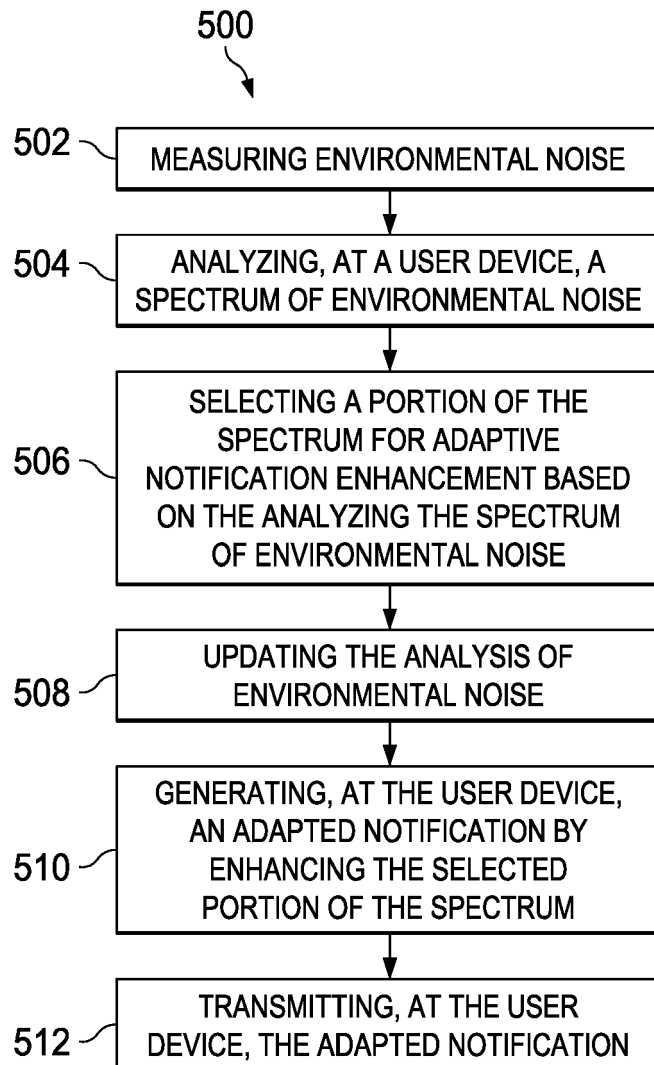 500
502
MEASURING ENVIRONMENTAL NOISE
504
ANALYZING, AT A USER DEVICE, A
SPECTRUM OF ENVIRONMENTAL NOISE
506
SELECTING A PORTION OF THE
SPECTRUM FOR ADAPTIVE
NOTIFICATION ENHANCEMENT BASED
ON THE ANALYZING THE SPECTRUM
OF ENVIRONMENTAL NOISE
508
UPDATING THE ANALYSIS OF
ENVIRONMENTAL NOISE
510
GENERATING, AT THE USER DEVICE,
AN ADAPTED NOTIFICATION BY
ENHANCING THE SELECTED
PORTION OF THE SPECTRUM
512
TRANSMITTING, AT THE USER
DEVICE, THE ADAPTED NOTIFICATION